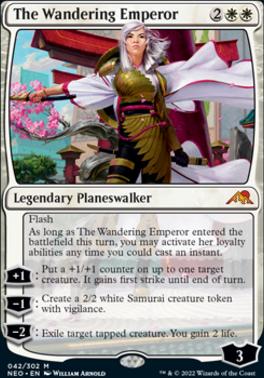 The Wandering Emperor 2
Legendary Planeswalker
Flash
As long as The Wandering Emperor entered the
battlefield this turn, you may activate her loyalty
abilities any time you could cast an instant.
+1: Put a +1/+1 counter on up to one target
creature. It gains first strike until end of turn.
-1: Create a 2/2 white Samurai creature token
with vigilance.
-2: Exile target tapped creature. You gain 2 life.
3
042/302 M
NEO • EN WILLIAM ARNOLD
™ & © 2022 Wizards of the Coast